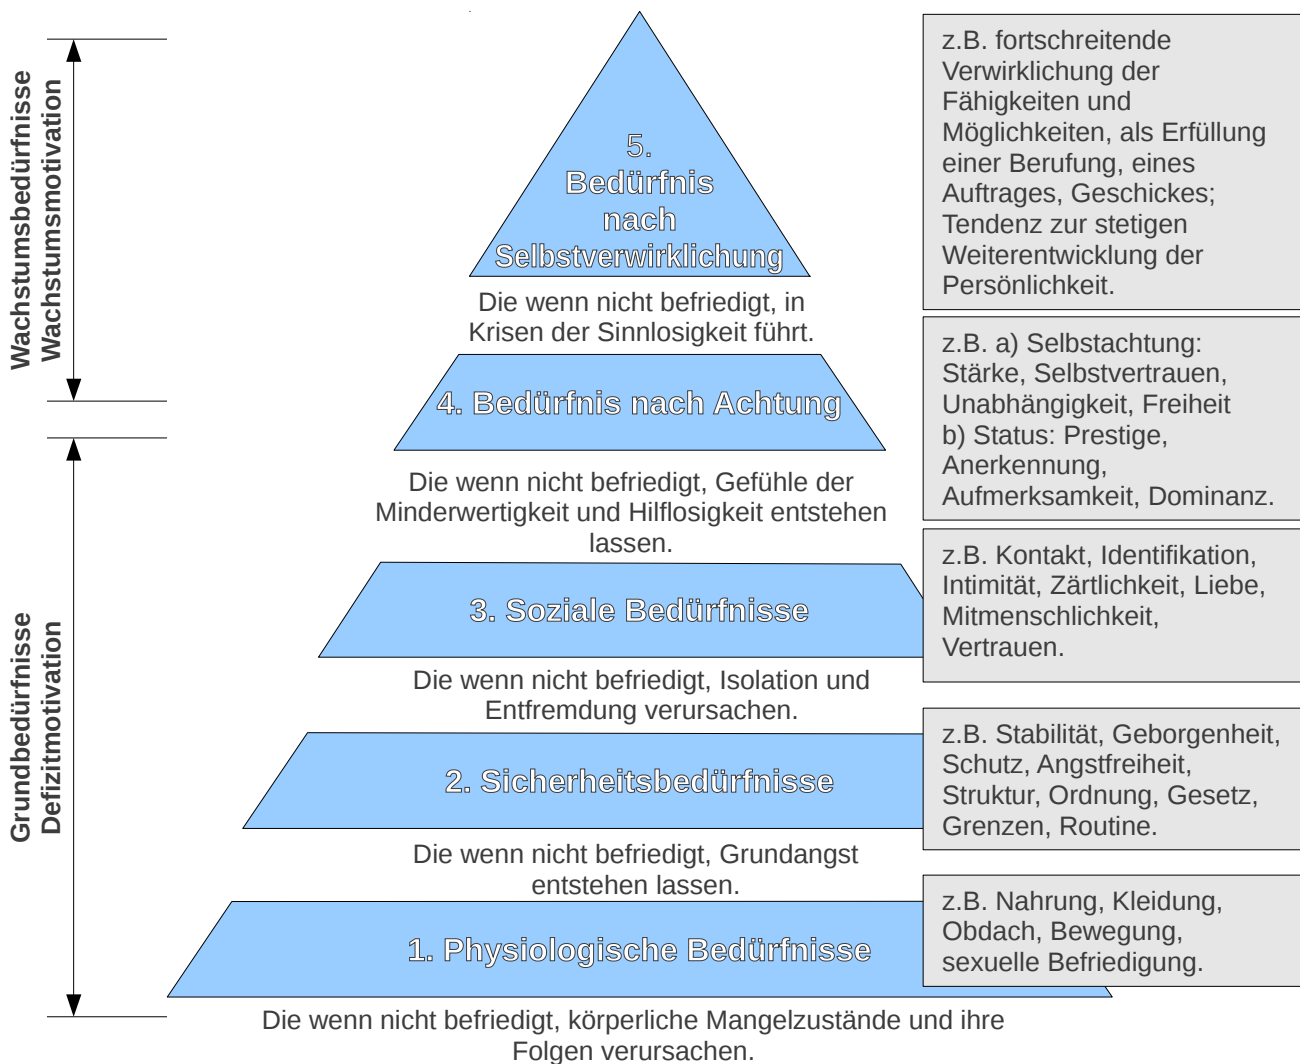 Wachstumsbedürfnisse
Wachstumsmotivation
Grundbedürfnisse
Defizitmotivation
5.
Bedürfnis
nach
Selbstverwirklichung
z.B. fortschreitende
Verwirklichung der
Fähigkeiten und
Möglichkeiten, als Erfüllung
einer Berufung, eines
Auftrages, Geschickes;
Tendenz zur stetigen
Weiterentwicklung der
Persönlichkeit.
Die wenn nicht befriedigt, in
Krisen der Sinnlosigkeit führt.
4. Bedürfnis nach Achtung
z.B. a) Selbstachtung:
Stärke, Selbstvertrauen,
Unabhängigkeit, Freiheit
b) Status: Prestige,
Anerkennung,
Aufmerksamkeit, Dominanz.
Die wenn nicht befriedigt, Gefühle der
Minderwertigkeit und Hilflosigkeit entstehen
lassen.
3. Soziale Bedürfnisse
z.B. Kontakt, Identifikation,
Intimität, Zärtlichkeit, Liebe,
Mitmenschlichkeit,
Vertrauen.
Die wenn nicht befriedigt, Isolation und
Entfremdung verursachen.
2. Sicherheitsbedürfnisse
z.B. Stabilität, Geborgenheit,
Schutz, Angstfreiheit,
Struktur, Ordnung, Gesetz,
Grenzen, Routine.
Die wenn nicht befriedigt, Grundangst
entstehen lassen.
1. Physiologische Bedürfnisse
z.B. Nahrung, Kleidung,
Obdach, Bewegung,
sexuelle Befriedigung.
Die wenn nicht befriedigt, körperliche Mangelzustände und ihre
Folgen verursachen.